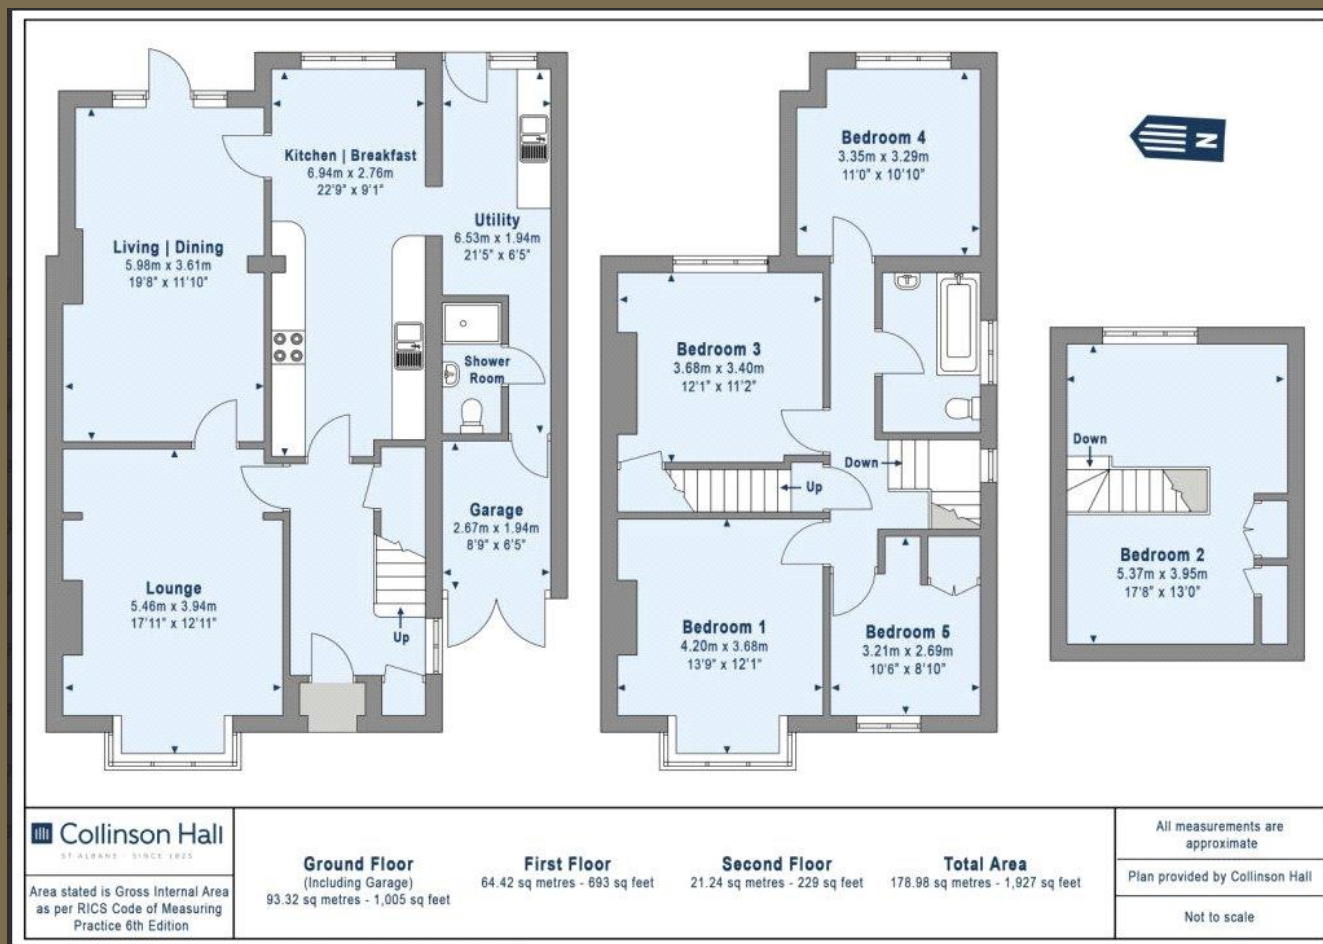 Kitchen | Breakfast
6.94m x 2.76m
22'9" x 9'1"
Living | Dining
5.98m x 3.61m
19'8" x 11'10"
Utility
6.53m x 1.94m
21'5" x 6'5"
Shower
Room
Garage
2.67m x 1.94m
8'9" x 6'5"
Lounge
5.46m x 3.94m
17'11" x 12'11"
Up
Bedroom 4
3.35m x 3.29m
11'0" x 10'10"
Bedroom 3
3.68m x 3.40m
12'1" x 11'2"
Down
Up
Bedroom 1
4.20m x 3.68m
13'9" x 12'1"
Bedroom 5
3.21m x 2.69m
10'6" x 8'10"
N
Down
Bedroom 2
5.37m x 3.95m
17'8" x 13'0"
Collinson Hall
ST ALBANS · SINCE 1825
Area stated is Gross Internal Area
as per RICS Code of Measuring
Practice 6th Edition
Ground Floor
(Including Garage)
93.32 sq metres - 1,005 sq feet
First Floor
64.42 sq metres - 693 sq feet
Second Floor
21.24 sq metres - 229 sq feet
Total Area
178.98 sq metres - 1,927 sq feet
All measurements are
approximate
Plan provided by Collinson Hall
Not to scale